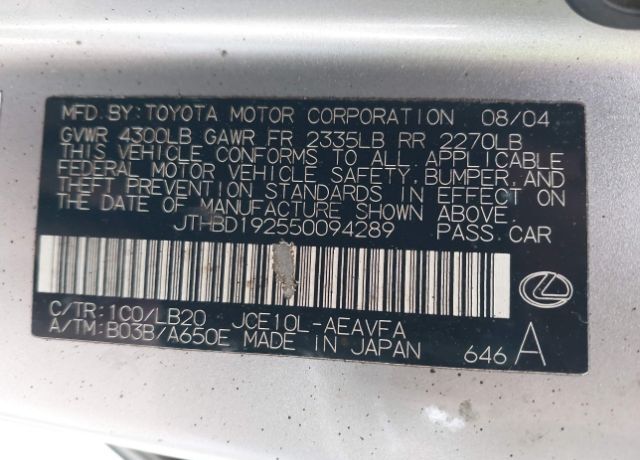 MFD.BY:TOYOTA MOTOR CORPORATION 08/04
GVWR 4300LB GAWR FR 2335LB RR 2270LB
THIS VEHICLE CONFORMS TO ALL APPLICABLE
FEDERAL MOTOR VEHICLE SAFETY, BUMPER, AND
THEFT PREVENTION STANDARDS IN EFFECT ON
THE DATE OF MANUFACTURE SHOWN ABOVE.
JTHBD192550094289 PASS.CAR
C/TR:1C0/LB20 JCE10L-AEAVFA
A/TM:B03B/A650E MADE IN JAPAN 646 A